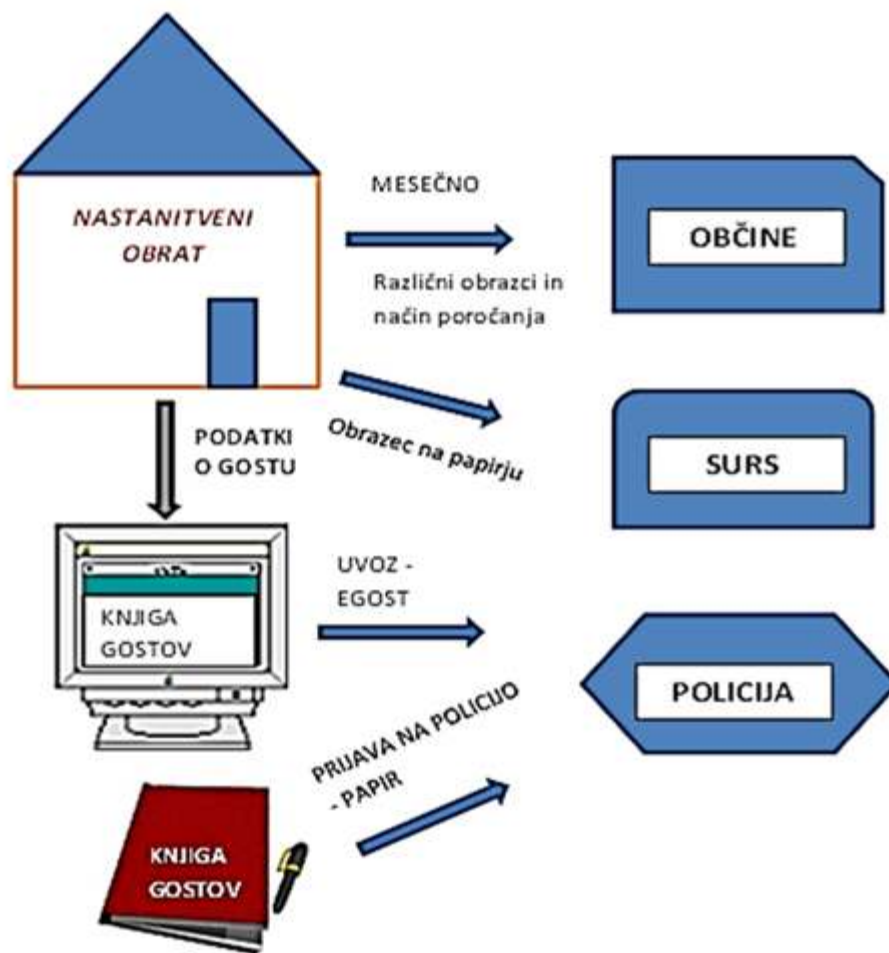 NASTANITVENI
OBRAT
MESEČNO
Različni obrazci in
način poročanja
OBČINE
Obrazec na papirju
SURS
PODATKI
O GOSTU
KNJIGA
GOSTOV
UVOZ -
EGOST
POLICIJA
PRIJAVA NA POLICIJO
- PAPIR
KNJIGA
GOSTOV